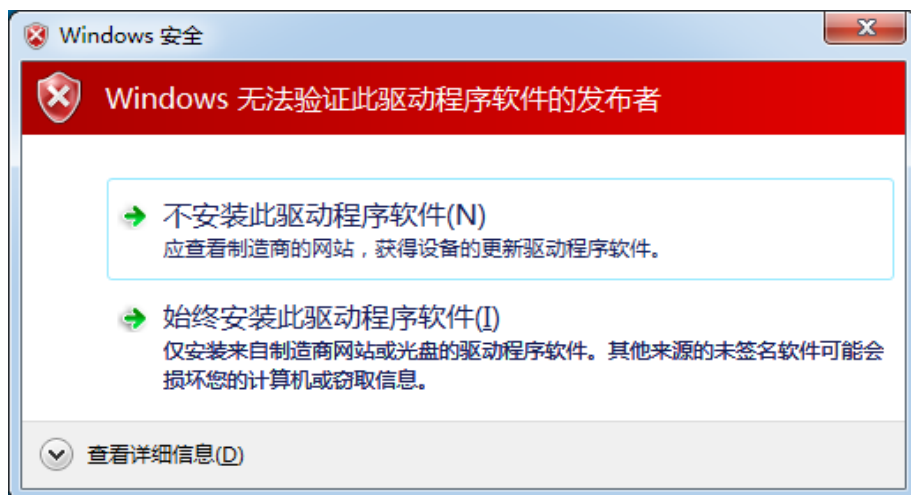 Windows 安全
Windows 无法验证此驱动程序软件的发布者
不安装此驱动程序软件(N)
应查看制造商的网站，获得设备的更新驱动程序软件。
始终安装此驱动程序软件(I)
仅安装来自制造商网站或光盘的驱动程序软件。其他来源的未签名软件可能会
损坏您的计算机或窃取信息。
查看详细信息(D)